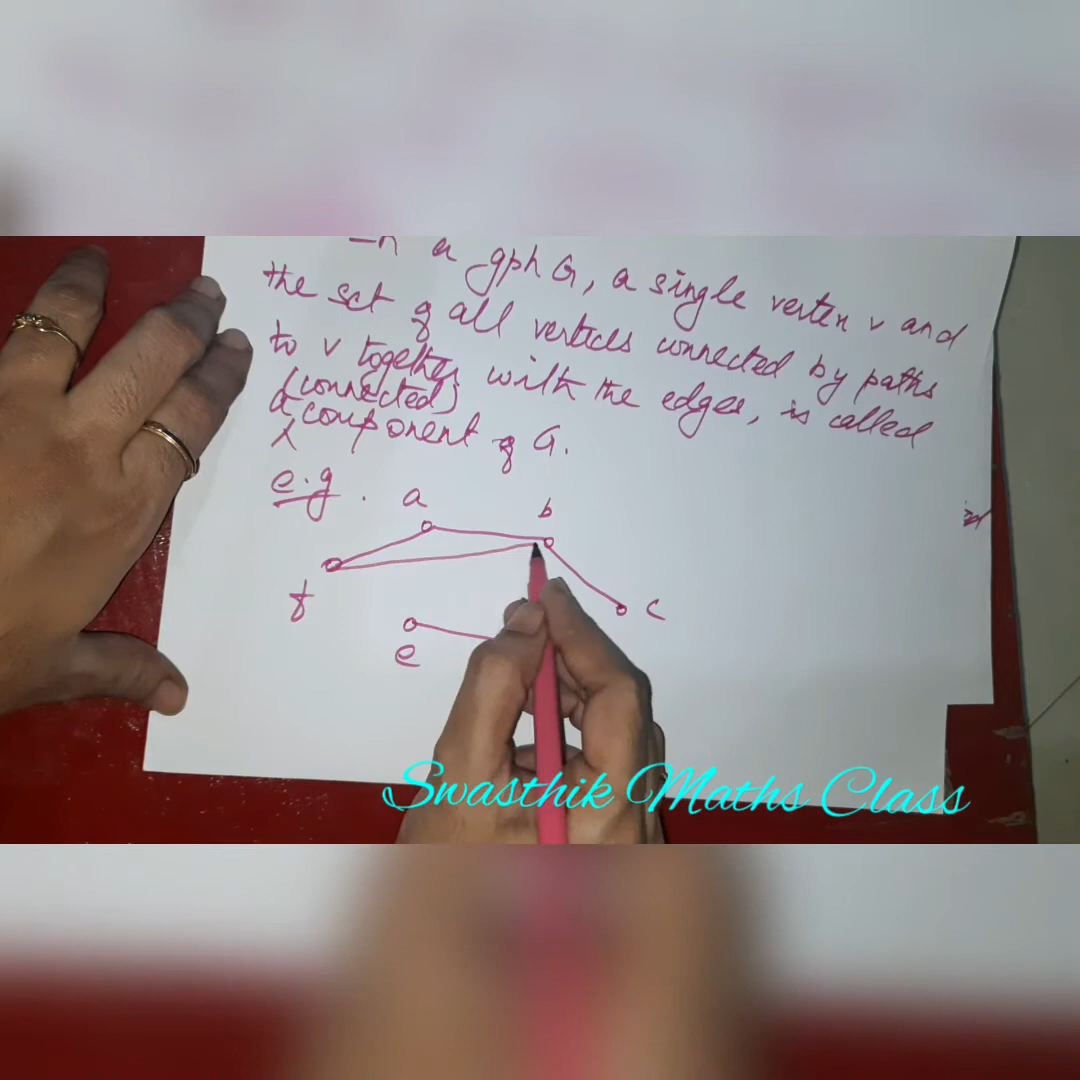 In a gph G, a single vertex v and
the set of all vertices connected by paths
to v together with the edges, is called
(connected)
a component of G.
e.g.
a
b
f
c
e
Swasthik Maths Class